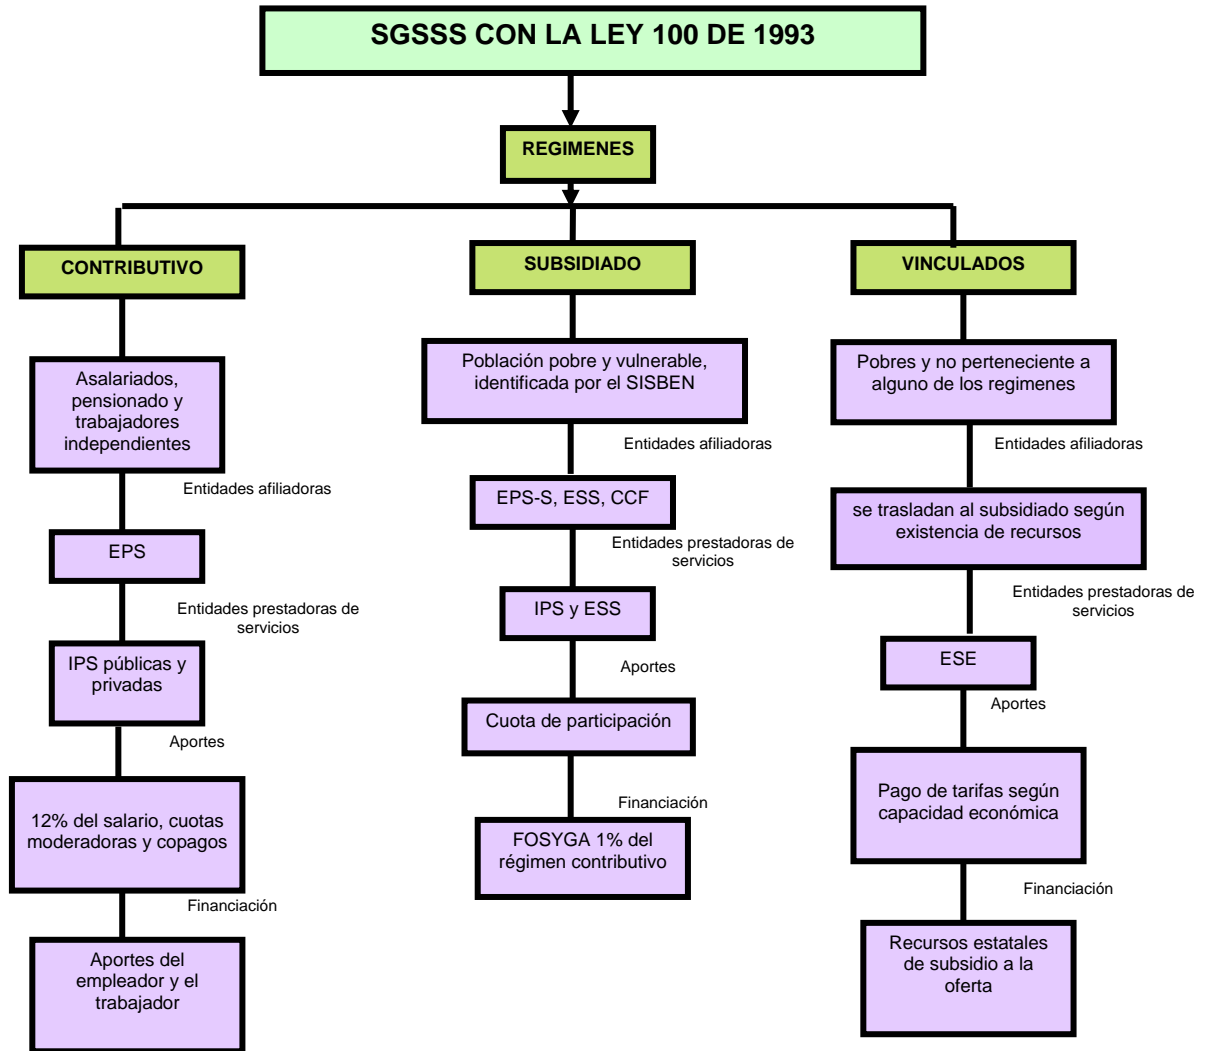 SGSSS CON LA LEY 100 DE 1993
REGIMENES
CONTRIBUTIVO
Asalariados,
pensionado y
trabajadores
independientes
Entidades afiliadoras
EPS
Entidades prestadoras de
servicios
IPS públicas y
privadas
Aportes
12% del salario, cuotas
moderadoras y copagos
Financiación
Aportes del
empleador y el
trabajador
SUBSIDIADO
Población pobre y vulnerable,
identificada por el SISBEN
Entidades afiliadoras
EPS-S, ESS, CCF
Entidades prestadoras de
servicios
IPS y ESS
Aportes
Cuota de participación
Financiación
FOSYGA 1% del
régimen contributivo
VINCULADOS
Pobres y no perteneciente a
alguno de los regimenes
Entidades afiliadoras
se trasladan al subsidiado según
existencia de recursos
Entidades prestadoras de
servicios
ESE
Aportes
Pago de tarifas según
capacidad económica
Financiación
Recursos estatales
de subsidio a la
oferta